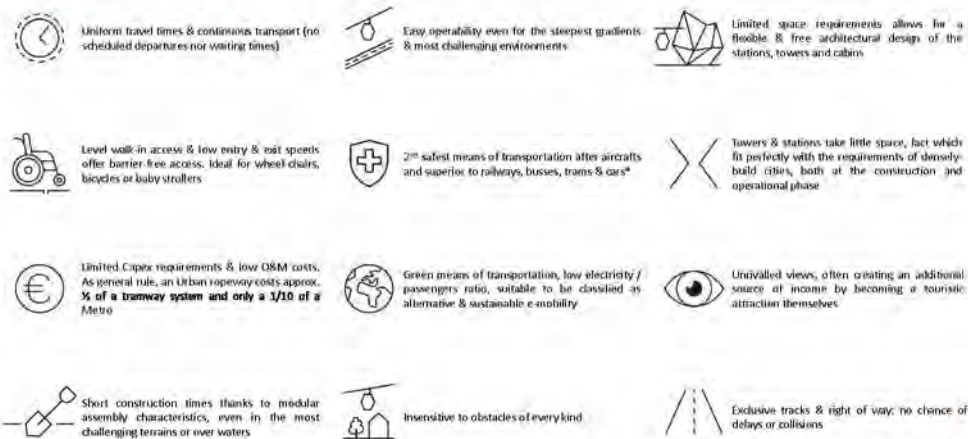 Uniform travel times & continuous transport (no
scheduled departures nor waiting times)
Easy operability even for the steepest gradients
& most challenging environments
Limited space requirements allows for a
flexible & free architectural design of the
stations, towers and cabins
Level walk-in access & low entry & exit speeds
offer barrier-free access. Ideal for wheel chairs,
bicycles or baby strollers
2nd safest means of transportation after aircrafts
and superior to railways, busses, trams & cars*
Towers & stations take little space, fact which
fit perfectly with the requirements of densely-
build cities, both at the construction and
operational phase
€
Limited Capex requirements & low O&M costs.
As general rule, an Urban ropeway costs approx.
of a tramway system and only a 1/10 of a
Metro
Green means of transportation, low electricity /
passengers ratio, suitable to be classified as
alternative & sustainable e-mobility
Unrivalled views, often creating an additional
source of income by becoming a touristic
attraction themselves
Short construction times thanks to modular
assembly characteristics, even in the most
challenging terrains or over waters
Insensitive to obstacles of every kind
Exclusive tracks & right of way: no chance of
delays or collisions